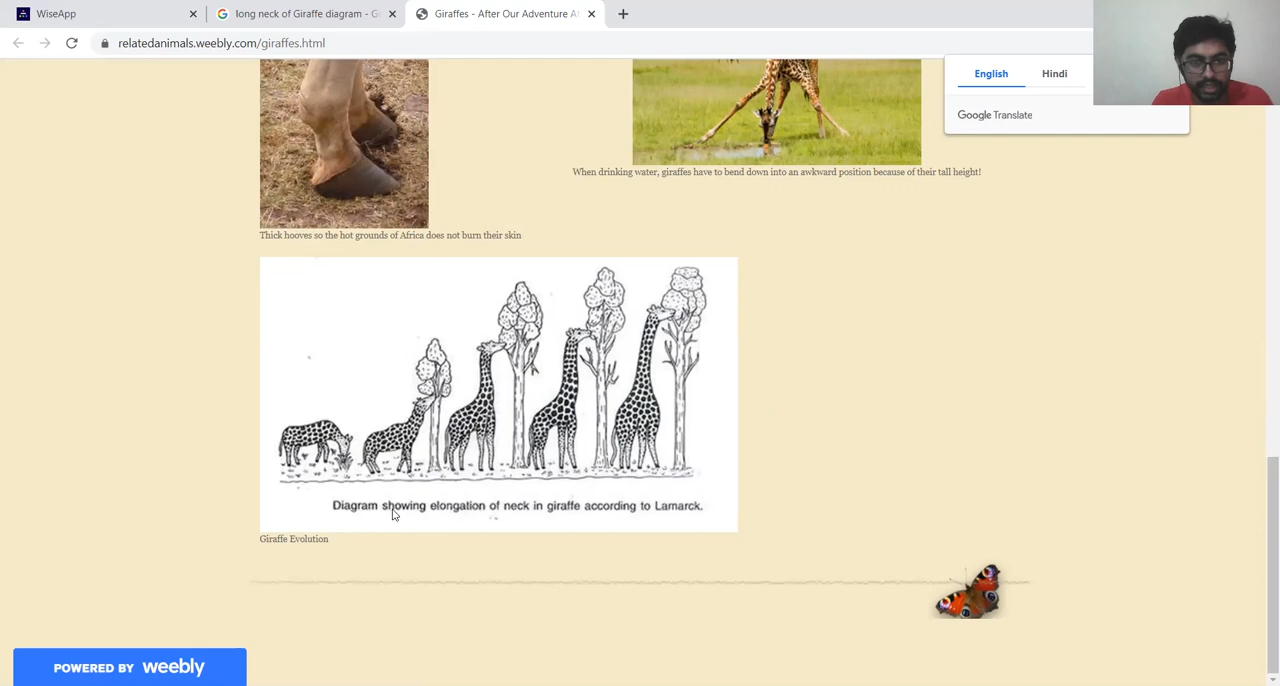 WiseApp
long neck of Giraffe diagram - G
Giraffes - After Our Adventure A
relatedanimals.weebly.com/giraffes.html
English
Hindi
Google Translate
When drinking water, giraffes have to bend down into an awkward position because of their tall height!
Thick hooves so the hot grounds of Africa does not burn their skin
Diagram showing elongation of neck in giraffe according to Lamarck.
Giraffe Evolution
POWERED BY weebly